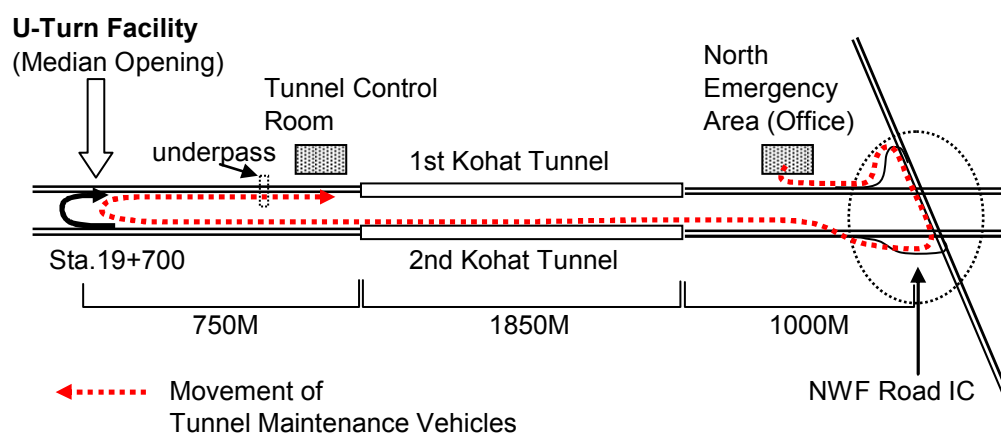 U-Turn Facility
(Median Opening)
Tunnel Control
Room
underpass
North
Emergency
Area (Office)
1st Kohat Tunnel
Sta.19+700
2nd Kohat Tunnel
750M
1850M
1000M
Movement of
Tunnel Maintenance Vehicles
NWF Road IC